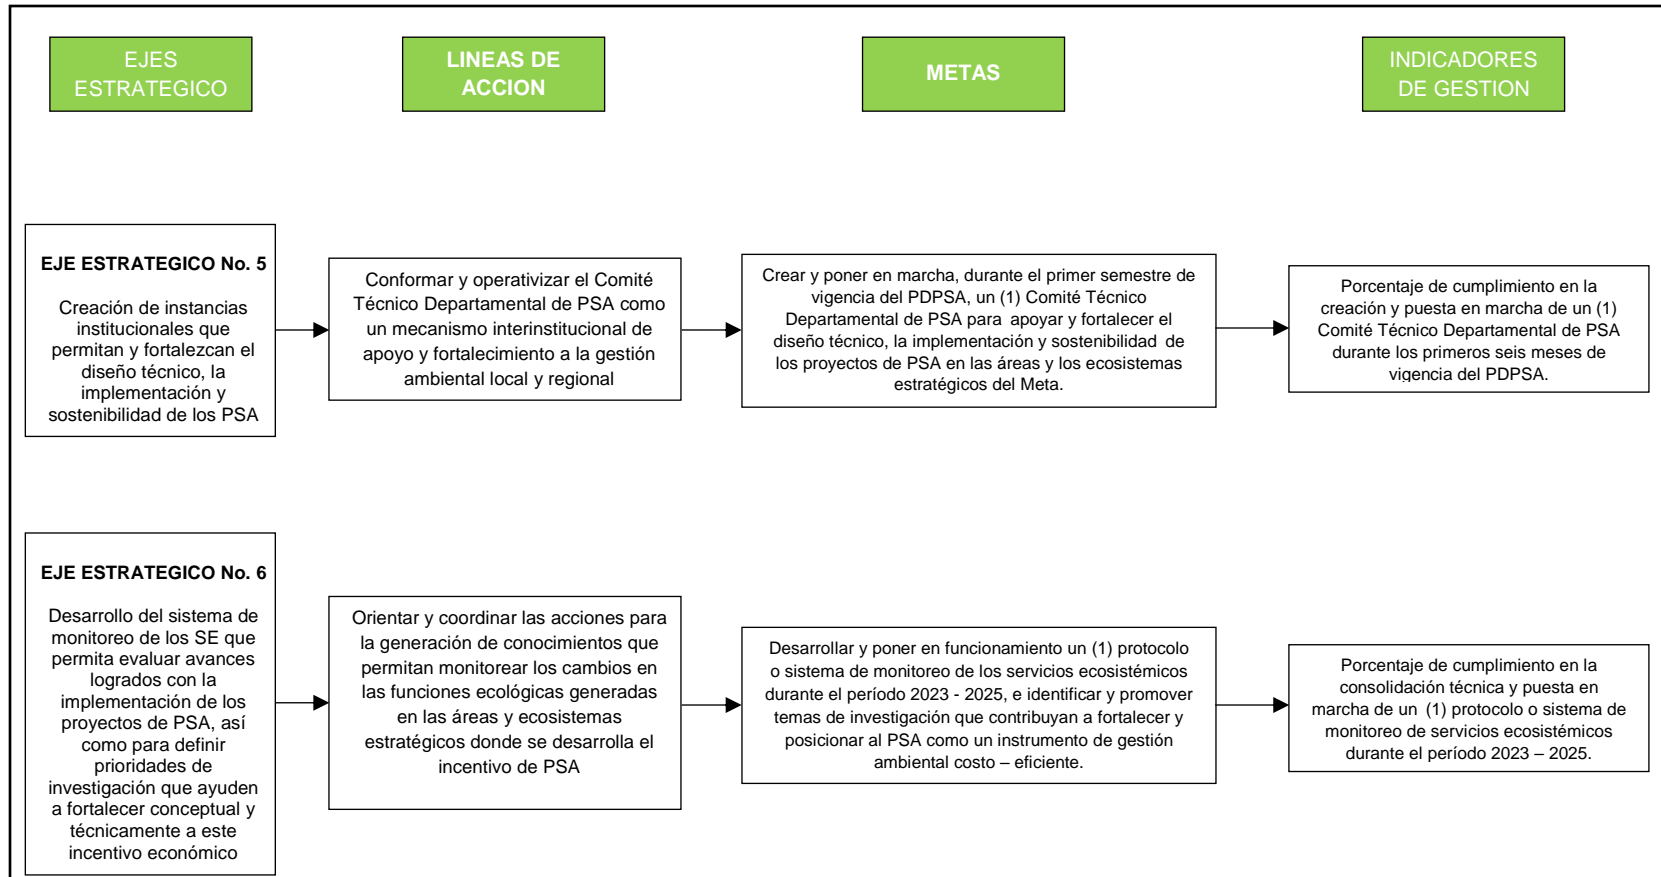 EJES
ESTRATEGICO
LINEAS DE
ACCION
METAS
INDICADORES
DE GESTION
EJE ESTRATEGICO No. 5
Creación de instancias
institucionales que
permitan y fortalezcan el
diseño técnico, la
implementación y
sostenibilidad de los PSA
Conformar y operativizar el Comité
Técnico Departamental de PSA como
un mecanismo interinstitucional de
apoyo y fortalecimiento a la gestión
ambiental local y regional
Crear y poner en marcha, durante el primer semestre de
vigencia del PDPSA, un (1) Comité Técnico
Departamental de PSA para apoyar y fortalecer el
diseño técnico, la implementación y sostenibilidad de
los proyectos de PSA en las áreas y los ecosistemas
estratégicos del Meta.
Porcentaje de cumplimiento en la
creación y puesta en marcha de un (1)
Comité Técnico Departamental de PSA
durante los primeros seis meses de
vigencia del PDPSA.
EJE ESTRATEGICO No. 6
Desarrollo del sistema de
monitoreo de los SE que
permita evaluar avances
logrados con la
implementación de los
proyectos de PSA, así
como para definir
prioridades de
investigación que ayuden
a fortalecer conceptual y
técnicamente a este
incentivo económico
Orientar y coordinar las acciones para
la generación de conocimientos que
permitan monitorear los cambios en
las funciones ecológicas generadas
en las áreas y ecosistemas
estratégicos donde se desarrolla el
incentivo de PSA
Desarrollar y poner en funcionamiento un (1) protocolo
o sistema de monitoreo de los servicios ecosistémicos
durante el período 2023 - 2025, e identificar y promover
temas de investigación que contribuyan a fortalecer y
posicionar al PSA como un instrumento de gestión
ambiental costo – eficiente.
Porcentaje de cumplimiento en la
consolidación técnica y puesta en
marcha de un (1) protocolo o sistema de
monitoreo de servicios ecosistémicos
durante el período 2023 – 2025.